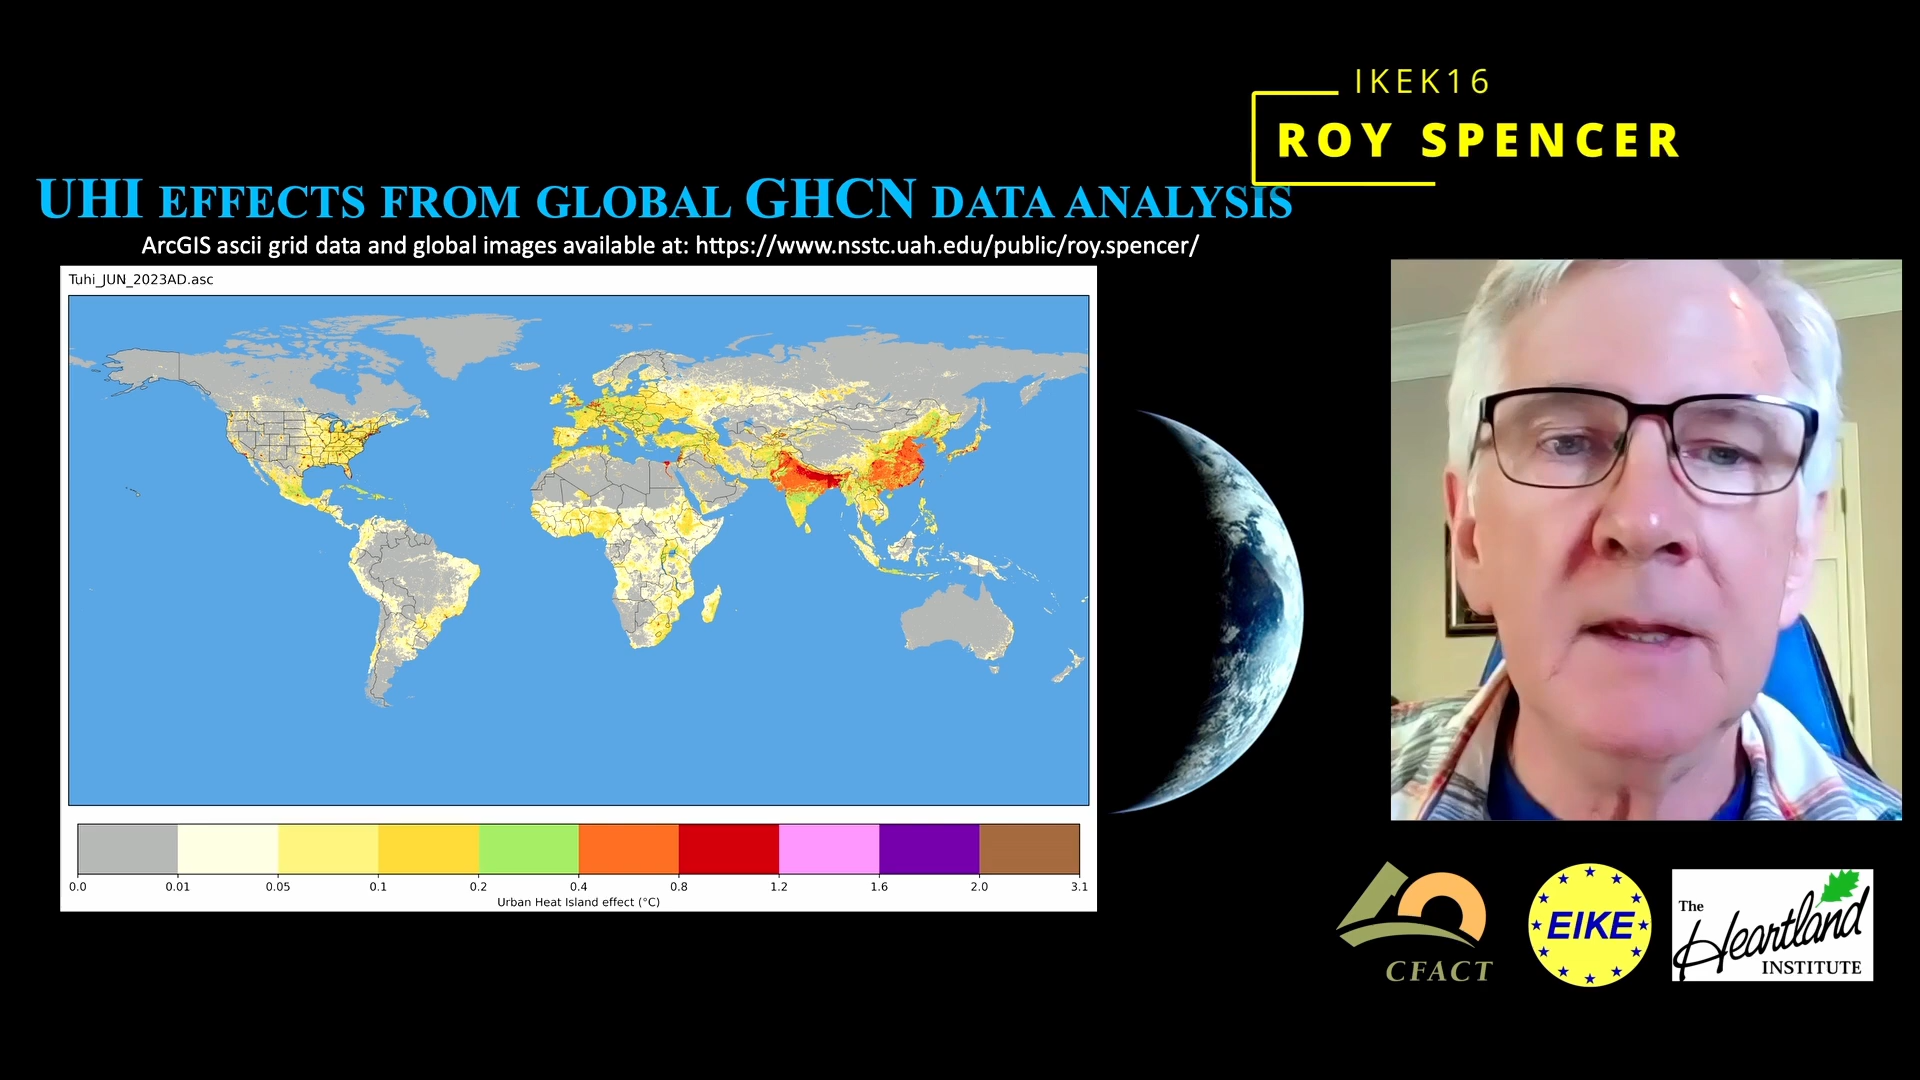 IKEK16
ROY SPENCER
UHI EFFECTS FROM GLOBAL GHCN DATA ANALYSIS
ArcGIS ascii grid data and global images available at: https://www.nsstc.uah.edu/public/roy.spencer/
Tuhi_JUN_2023AD.asc
0.0 0.01 0.05 0.1 0.2 0.4 0.8 1.2 1.6 2.0 3.1
Urban Heat Island effect (°C)
CFACT
EIKE
The
Heartland
INSTITUTE